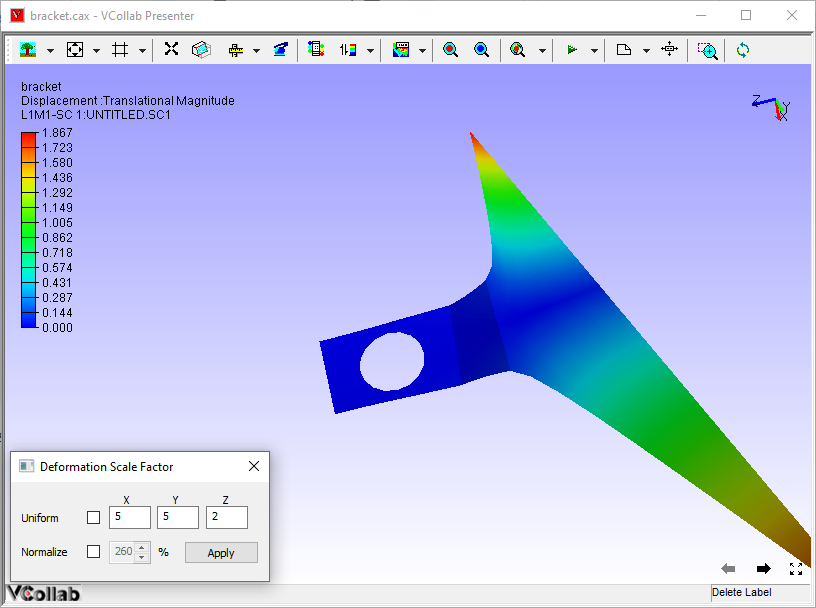 bracket.cax - VCollab Presenter
bracket
Displacement :Translational Magnitude
L1M1-SC 1:UNTITLED.SC1
1.867
1.723
1.580
1.436
1.292
1.149
1.005
0.862
0.718
0.574
0.431
0.287
0.144
0.000
Z
Y
X
Deformation Scale Factor
X Y Z
Uniform 5 5 2
Normalize 260 % Apply
VCollab
Delete Label